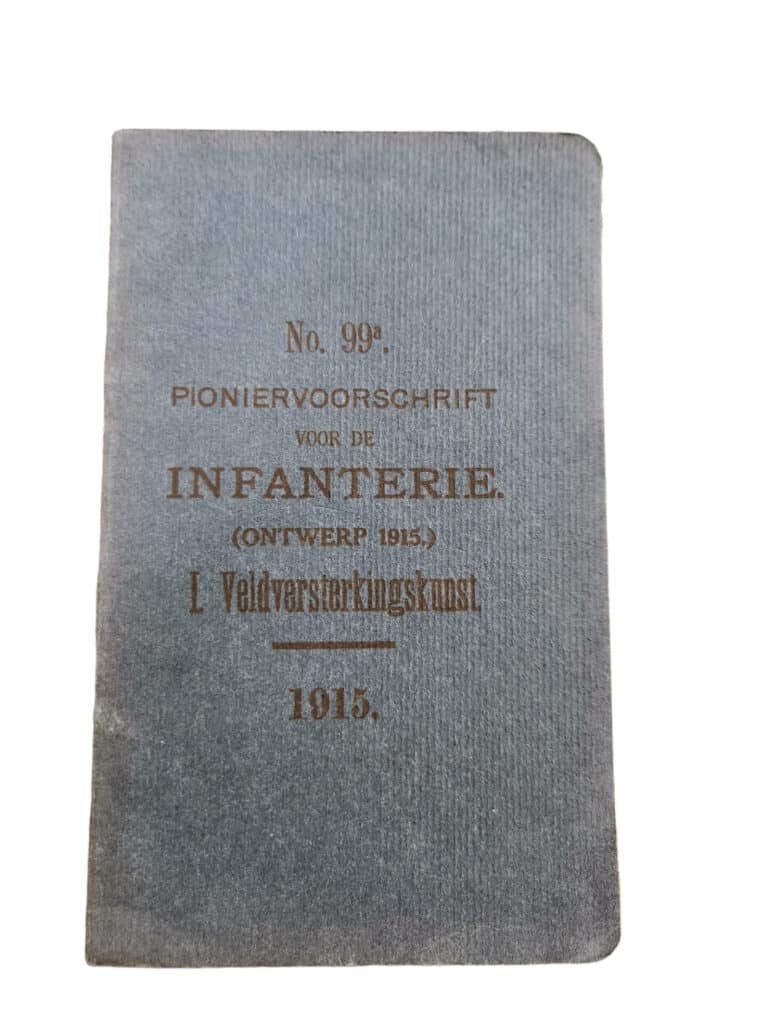 No. 99ᵃ.
PIONIERVOORSCHRIFT
VOOR DE
INFANTERIE.
(ONTWERP 1915.)
I. Veldversterkingskunst.
1915.